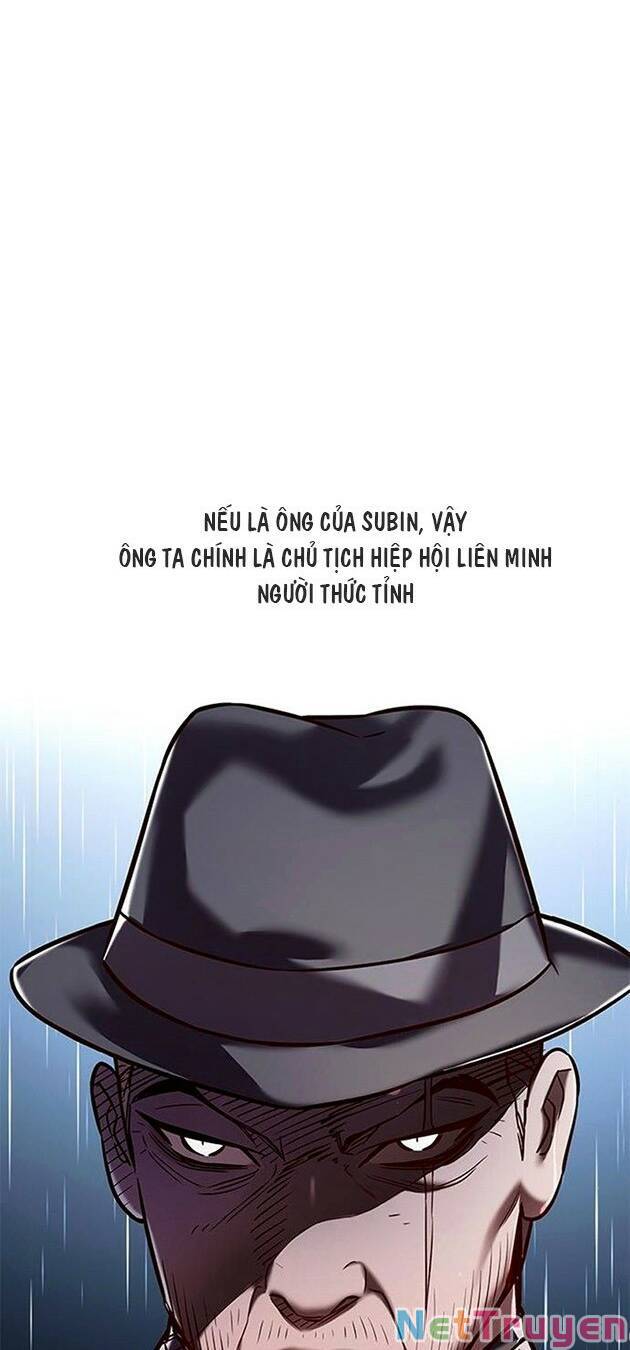 NẾU LÀ ÔNG CỦA SUBIN, VẬY
ÔNG TA CHÍNH LÀ CHỦ TỊCH HIỆP HỘI LIÊN MINH
NGƯỜI THỨC TỈNH
NetTruyen